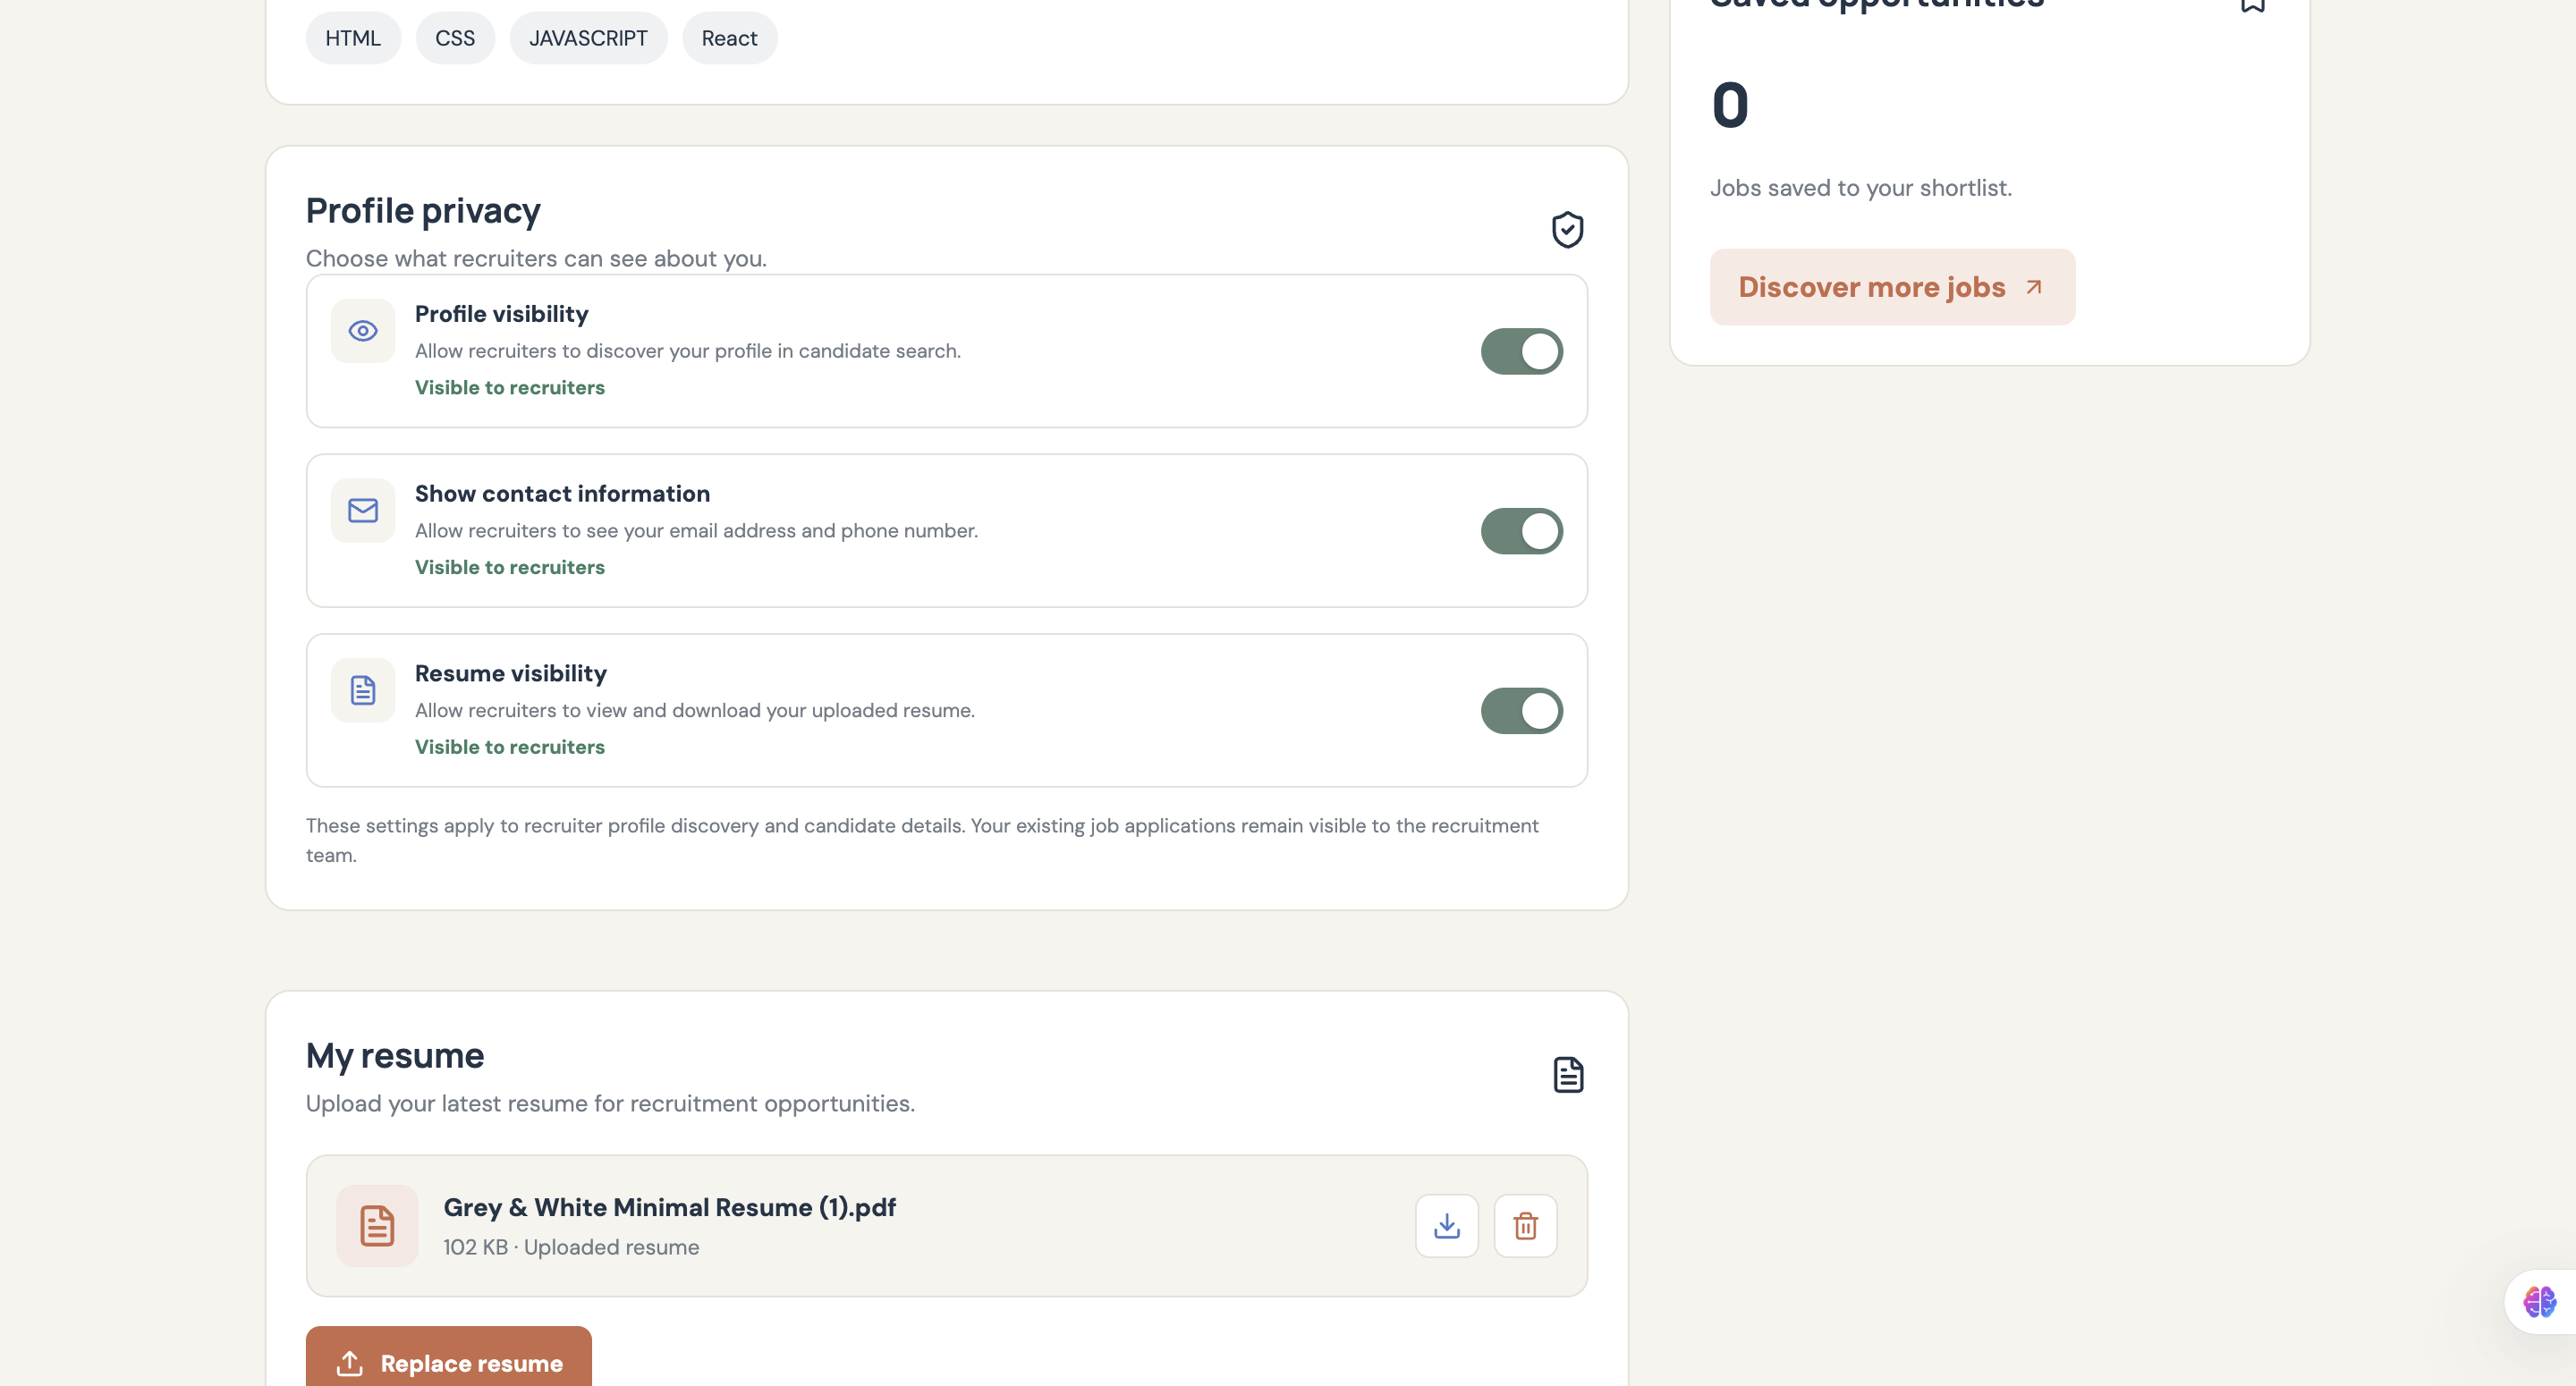 HTML
CSS
JAVASCRIPT
React
Profile privacy
Choose what recruiters can see about you.
Profile visibility
Allow recruiters to discover your profile in candidate search.
Visible to recruiters
Show contact information
Allow recruiters to see your email address and phone number.
Visible to recruiters
Resume visibility
Allow recruiters to view and download your uploaded resume.
Visible to recruiters
These settings apply to recruiter profile discovery and candidate details. Your existing job applications remain visible to the recruitment
team.
My resume
Upload your latest resume for recruitment opportunities.
Grey & White Minimal Resume (1).pdf
102 KB · Uploaded resume
Replace resume
Saved opportunities
0
Jobs saved to your shortlist.
Discover more jobs